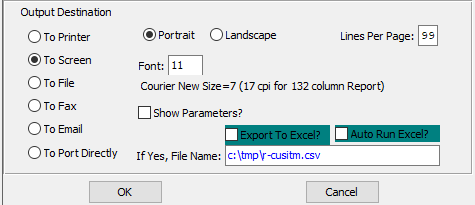 Output Destination
To Printer
Portrait Landscape Lines Per Page: 99
To Screen
Font: 11
To File
Courier New Size=7 (17 cpi for 132 column Report)
To Fax
Show Parameters?
To Email
Export To Excel? Auto Run Excel?
To Port Directly
If Yes, File Name: c:\tmp\r-cusitm.csv
OK Cancel